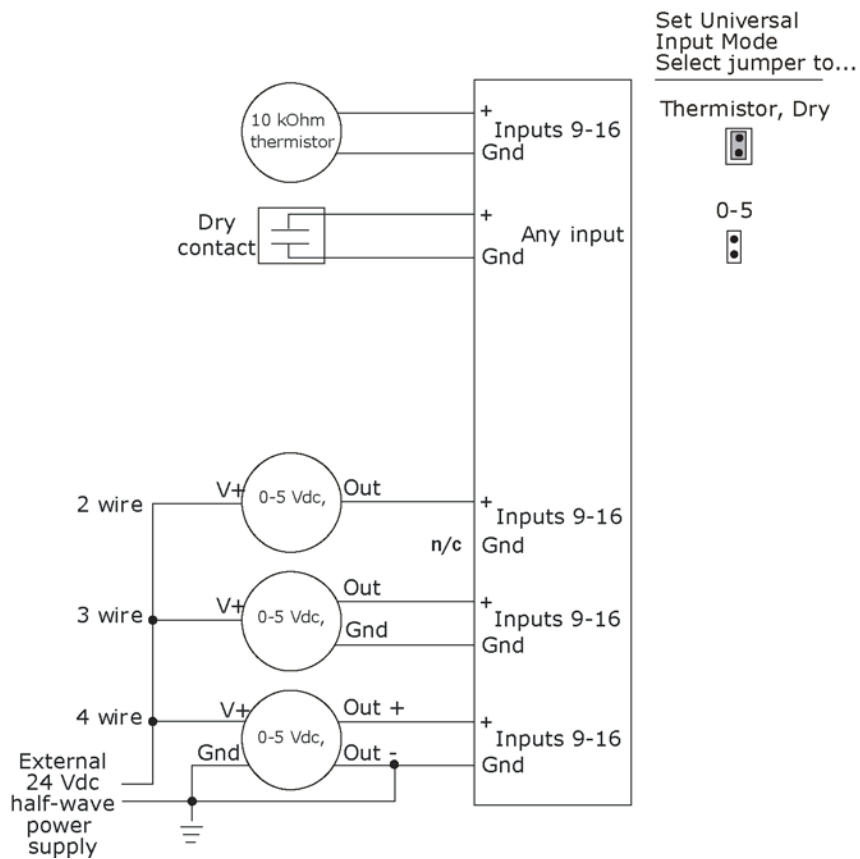 Set Universal
Input Mode
Select jumper to...
Thermistor, Dry
0-5
10 kOhm
thermistor
+
Inputs 9-16
Gnd
Dry
contact
+
Any input
Gnd
2 wire
V+
0-5 Vdc,
Out
+
Inputs 9-16
n/c
Gnd
3 wire
V+
0-5 Vdc,
Out
Gnd
+
Inputs 9-16
Gnd
4 wire
V+
Gnd
0-5 Vdc,
Out +
Out -
+
Inputs 9-16
Gnd
External
24 Vdc
half-wave
power
supply